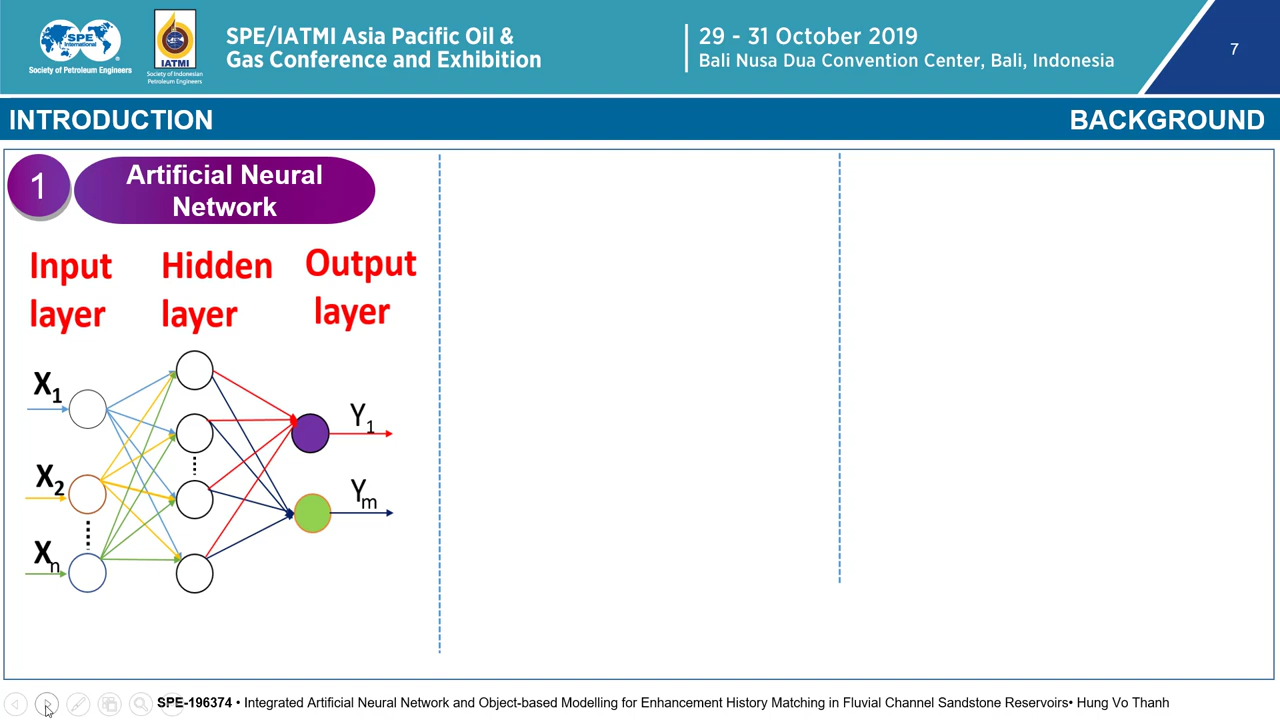 SPE
International
Society of Petroleum Engineers
IATMI
Society of Indonesian
Petroleum Engineers
SPE/IATMI Asia Pacific Oil &
Gas Conference and Exhibition
29 - 31 October 2019
Bali Nusa Dua Convention Center, Bali, Indonesia
7
INTRODUCTION
BACKGROUND
1
Artificial Neural
Network
Input
layer
Hidden
layer
Output
layer
X1
X2
Xn
Y1
Ym
SPE-196374 • Integrated Artificial Neural Network and Object-based Modelling for Enhancement History Matching in Fluvial Channel Sandstone Reservoirs• Hung Vo Thanh